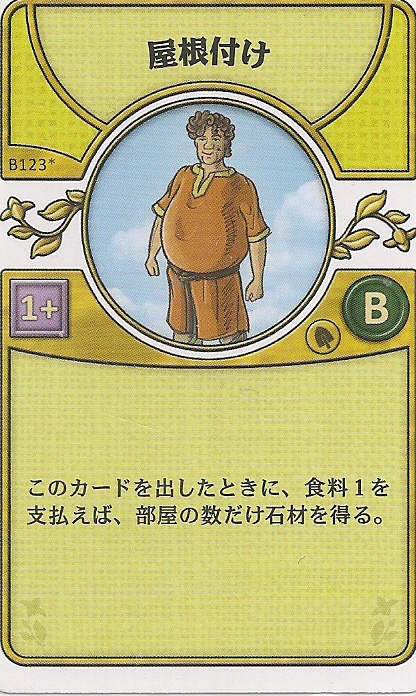 屋根付け
B123*
1+
B
このカードを出したときに、食料1を
支払えば、部屋の数だけ石材を得る。